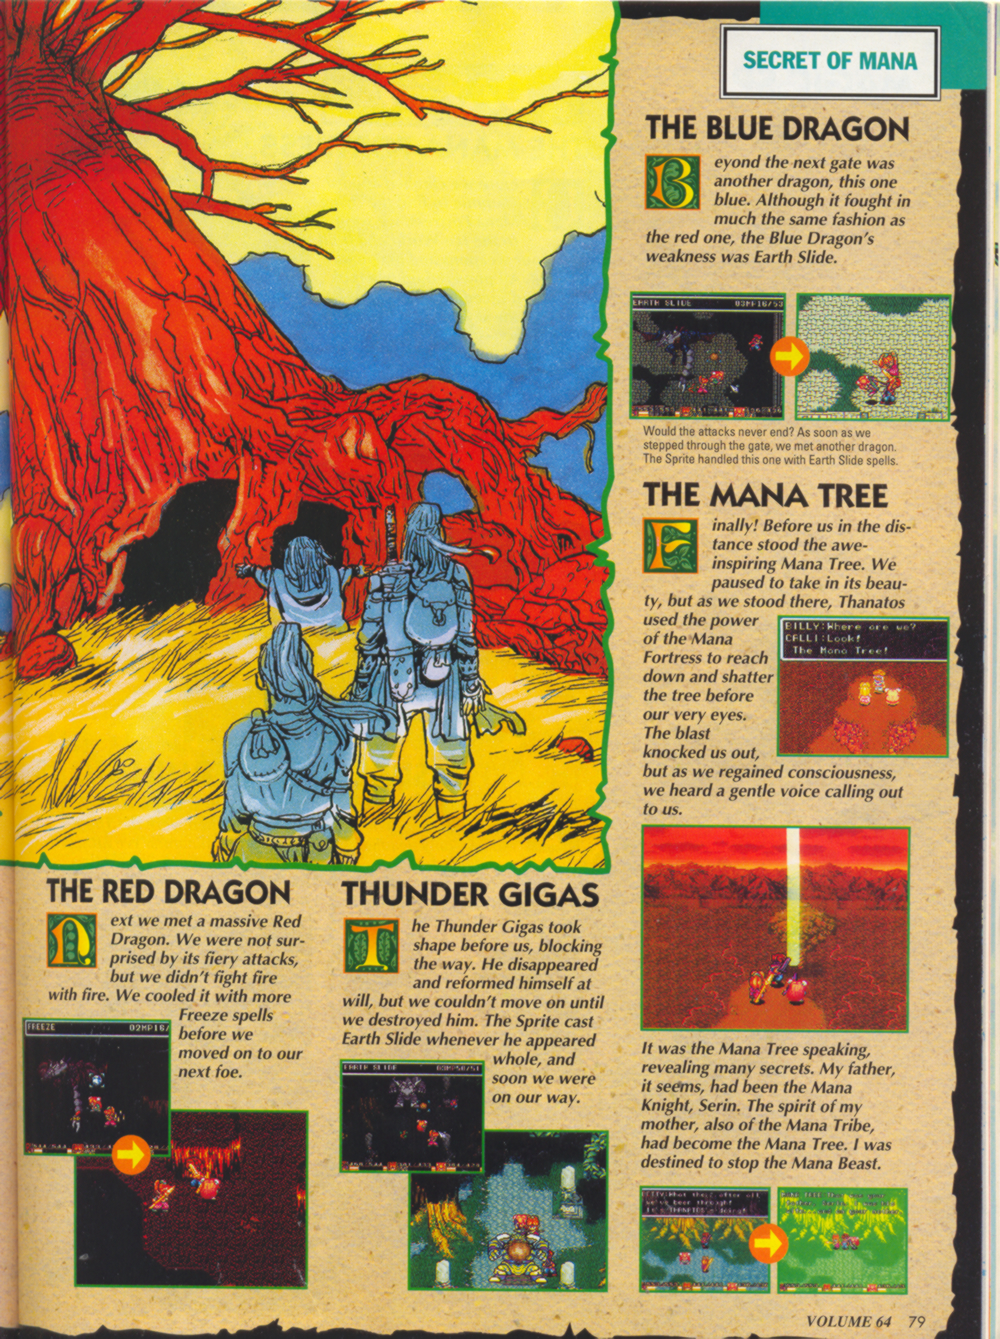 SECRET OF MANA
THE BLUE DRAGON
Beyond the next gate was
another dragon, this one
blue. Although it fought in
much the same fashion as
the red one, the Blue Dragon's
weakness was Earth Slide.
EARTH SLIDE
Would the attacks never end? As soon as we
stepped through the gate, we met another dragon.
The Sprite handled this one with Earth Slide spells.
THE MANA TREE
Finally! Before us in the dis-
tance stood the awe-
inspiring Mana Tree. We
paused to take in its beau-
ty, but as we stood there, Thanatos
used the power
of the Mana
Fortress to reach
down and shatter
the tree before
our very eyes.
The blast
knocked us out,
but as we regained consciousness,
we heard a gentle voice calling out
to us.
BILLY:Where are we?
CALLI:Look!
The Mana Tree!
It was the Mana Tree speaking,
revealing many secrets. My father,
it seems, had been the Mana
Knight, Serin. The spirit of my
mother, also of the Mana Tribe,
had become the Mana Tree. I was
destined to stop the Mana Beast.
THE RED DRAGON
Next we met a massive Red
Dragon. We were not sur-
prised by its fiery attacks,
but we didn't fight fire
with fire. We cooled it with more
Freeze spells
before we
moved on to our
next foe.
FREEZE 02MP16/
THUNDER GIGAS
The Thunder Gigas took
shape before us, blocking
the way. He disappeared
and reformed himself at
will, but we couldn't move on until
we destroyed him. The Sprite cast
Earth Slide whenever he appeared
whole, and
soon we were
on our way.
EARTH SLIDE
VOLUME 64 79